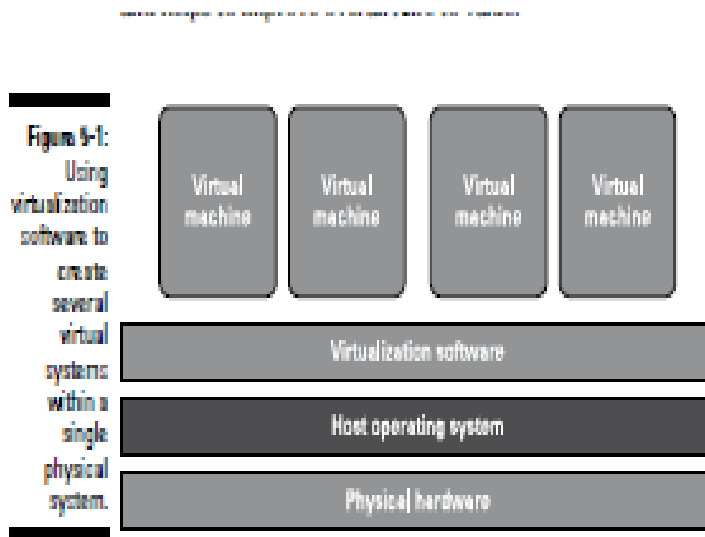 Figure 5-1:
Using
virtualization
software to
create
several
virtual
systems
within a
single
physical
system.
Virtual
machine
Virtual
machine
Virtual
machine
Virtual
machine
Virtualization software
Host operating system
Physical hardware